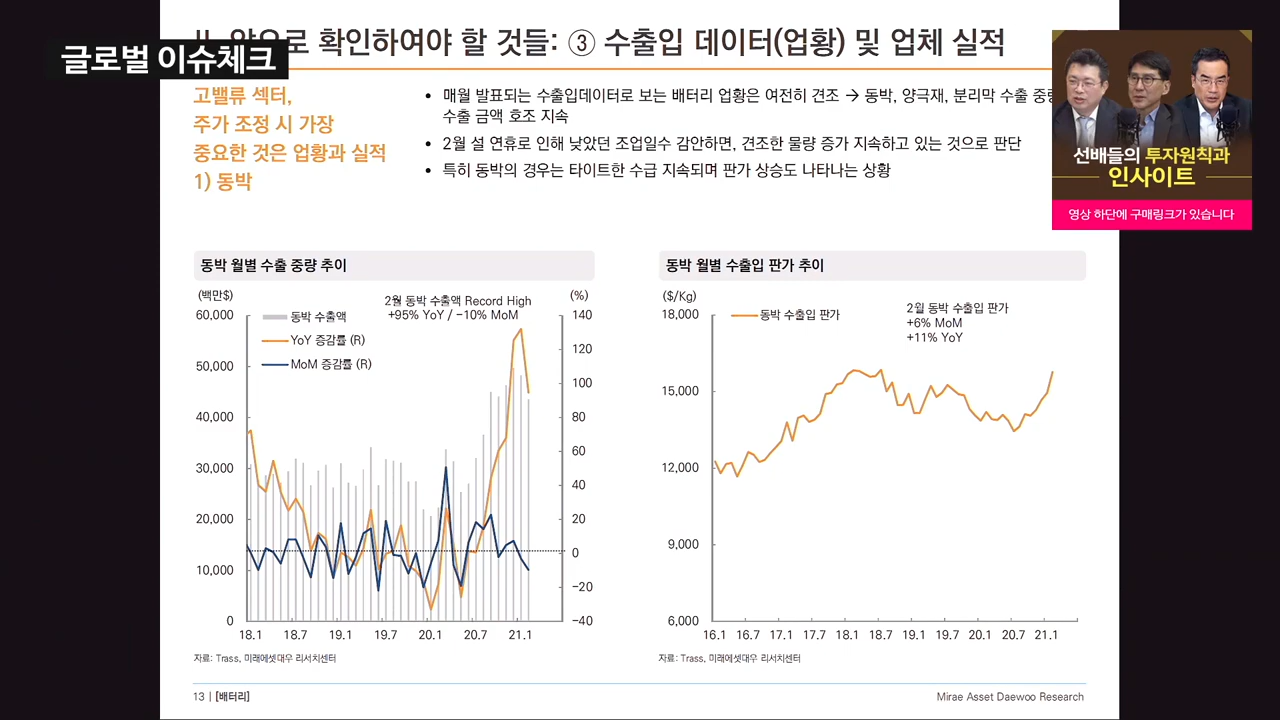 글로벌 이슈체크
확인하여야 할 것들: ③ 수출입 데이터(업황) 및 업체 실적
고밸류 섹터,
주가 조정 시 가장
중요한 것은 업황과 실적
1) 동박
• 매월 발표되는 수출입데이터로 보는 배터리 업황은 여전히 견조 → 동박, 양극재, 분리막 수출 중량
수출 금액 호조 지속
• 2월 설 연휴로 인해 낮았던 조업일수 감안하면, 견조한 물량 증가 지속하고 있는 것으로 판단
• 특히 동박의 경우는 타이트한 수급 지속되며 판가 상승도 나타나는 상황
선배들의 투자원칙과
인사이트
영상 하단에 구매링크가 있습니다
동박 월별 수출 중량 추이
(백만$)
(%)
2월 동박 수출액 Record High
+95% YoY / -10% MoM
동박 수출액
YoY 증감률 (R)
MoM 증감률 (R)
60,000
50,000
40,000
30,000
20,000
10,000
0
140
120
100
80
60
40
20
0
-20
-40
18.1 18.7 19.1 19.7 20.1 20.7 21.1
자료: Trass, 미래에셋대우 리서치센터
동박 월별 수출입 판가 추이
($/Kg)
동박 수출입 판가
2월 동박 수출입 판가
+6% MoM
+11% YoY
18,000
15,000
12,000
9,000
6,000
16.1 16.7 17.1 17.7 18.1 18.7 19.1 19.7 20.1 20.7 21.1
자료: Trass, 미래에셋대우 리서치센터
13 | [배터리]
Mirae Asset Daewoo Research